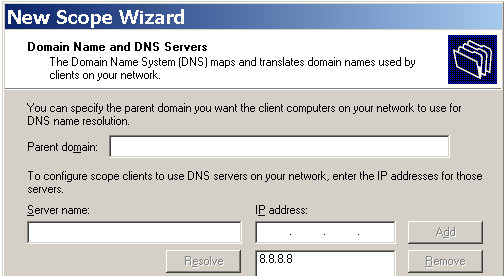 New Scope Wizard
Domain Name and DNS Servers
The Domain Name System (DNS) maps and translates domain names used by
clients on your network.
You can specify the parent domain you want the client computers on your network to use for
DNS name resolution.
Parent domain:
To configure scope clients to use DNS servers on your network, enter the IP addresses for those
servers.
Server name:
IP address:
. . .
Add
Resolve
8.8.8.8
Remove